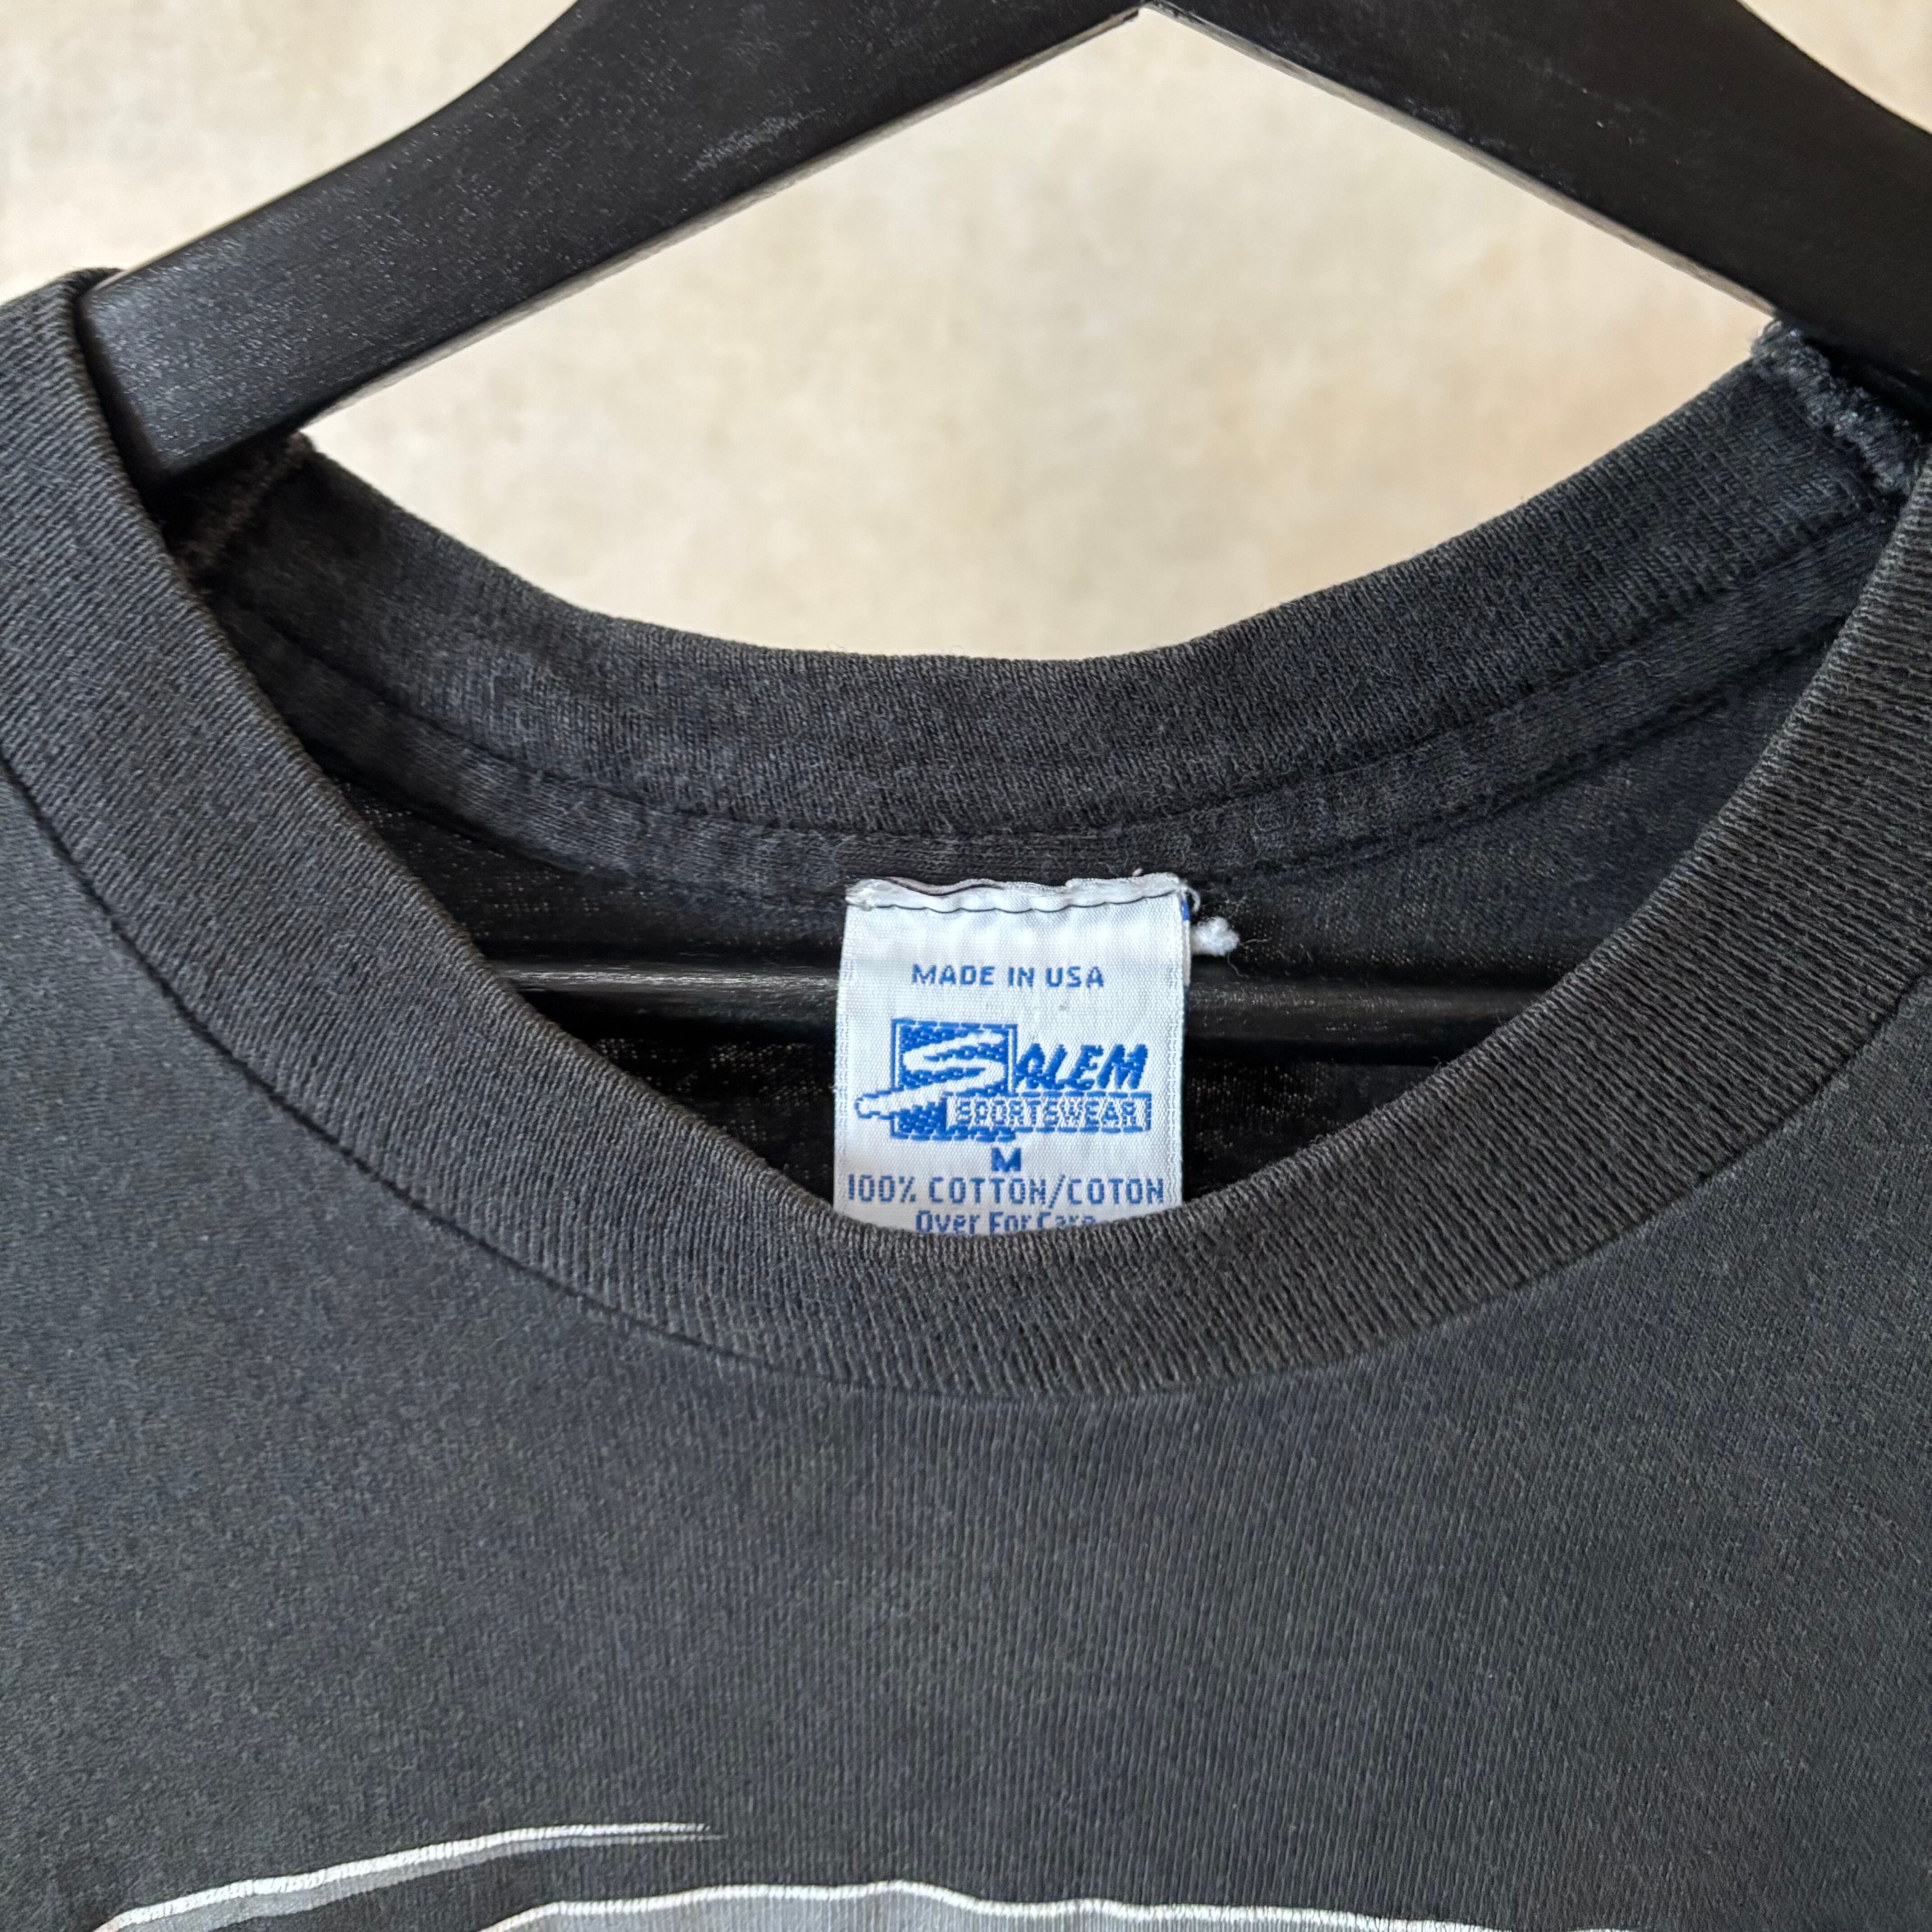 MADE IN USA
SALEM
SPORTSWEAR
M
100% COTTON/COTON
Over For Care